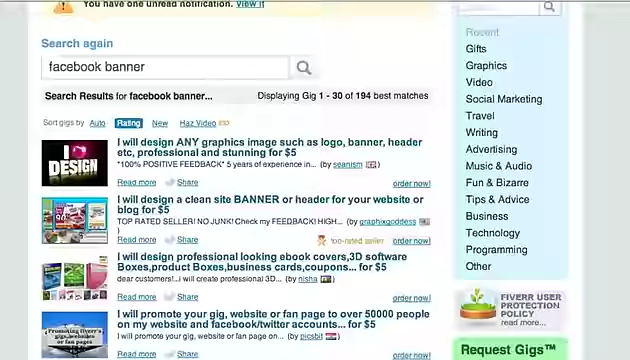 You have one unread notification. View it
Search again
facebook banner
Search Results for facebook banner...
Displaying Gig 1 - 30 of 194 best matches
Sort gigs by Auto Rating New Haz Video
I DESIGN
I will design ANY graphics image such as logo, banner, header
etc, professional and stunning for $5
*100% POSITIVE FEEDBACK* 5 years of experience in... (by seanism
Read more Share order now!
I will design a clean site BANNER or header for your website or
blog for $5
TOP RATED SELLER! NO JUNK! Check my FEEDBACK! HIGH... (by graphixgoddess
)
Read more Share top-rated seller order now!
I will design professional looking ebook covers,3D software
Boxes,product Boxes,business cards,coupons... for $5
dear customers!..i will create professional 3D... (by nisha )
Read more Share order now!
Promoting fiverr's
gigs,websites
or fan pages
I will promote your gig, website or fan page to over 50000 people
on my website and facebook/twitter accounts... for $5
I will promote your gig, website or fan page on... (by picsbit )
Read more Share order now!
Recent
Gifts
Graphics
Video
Social Marketing
Travel
Writing
Advertising
Music & Audio
Fun & Bizarre
Tips & Advice
Business
Technology
Programming
Other
FIVERR USER
PROTECTION
POLICY
read more...
Request Gigs™